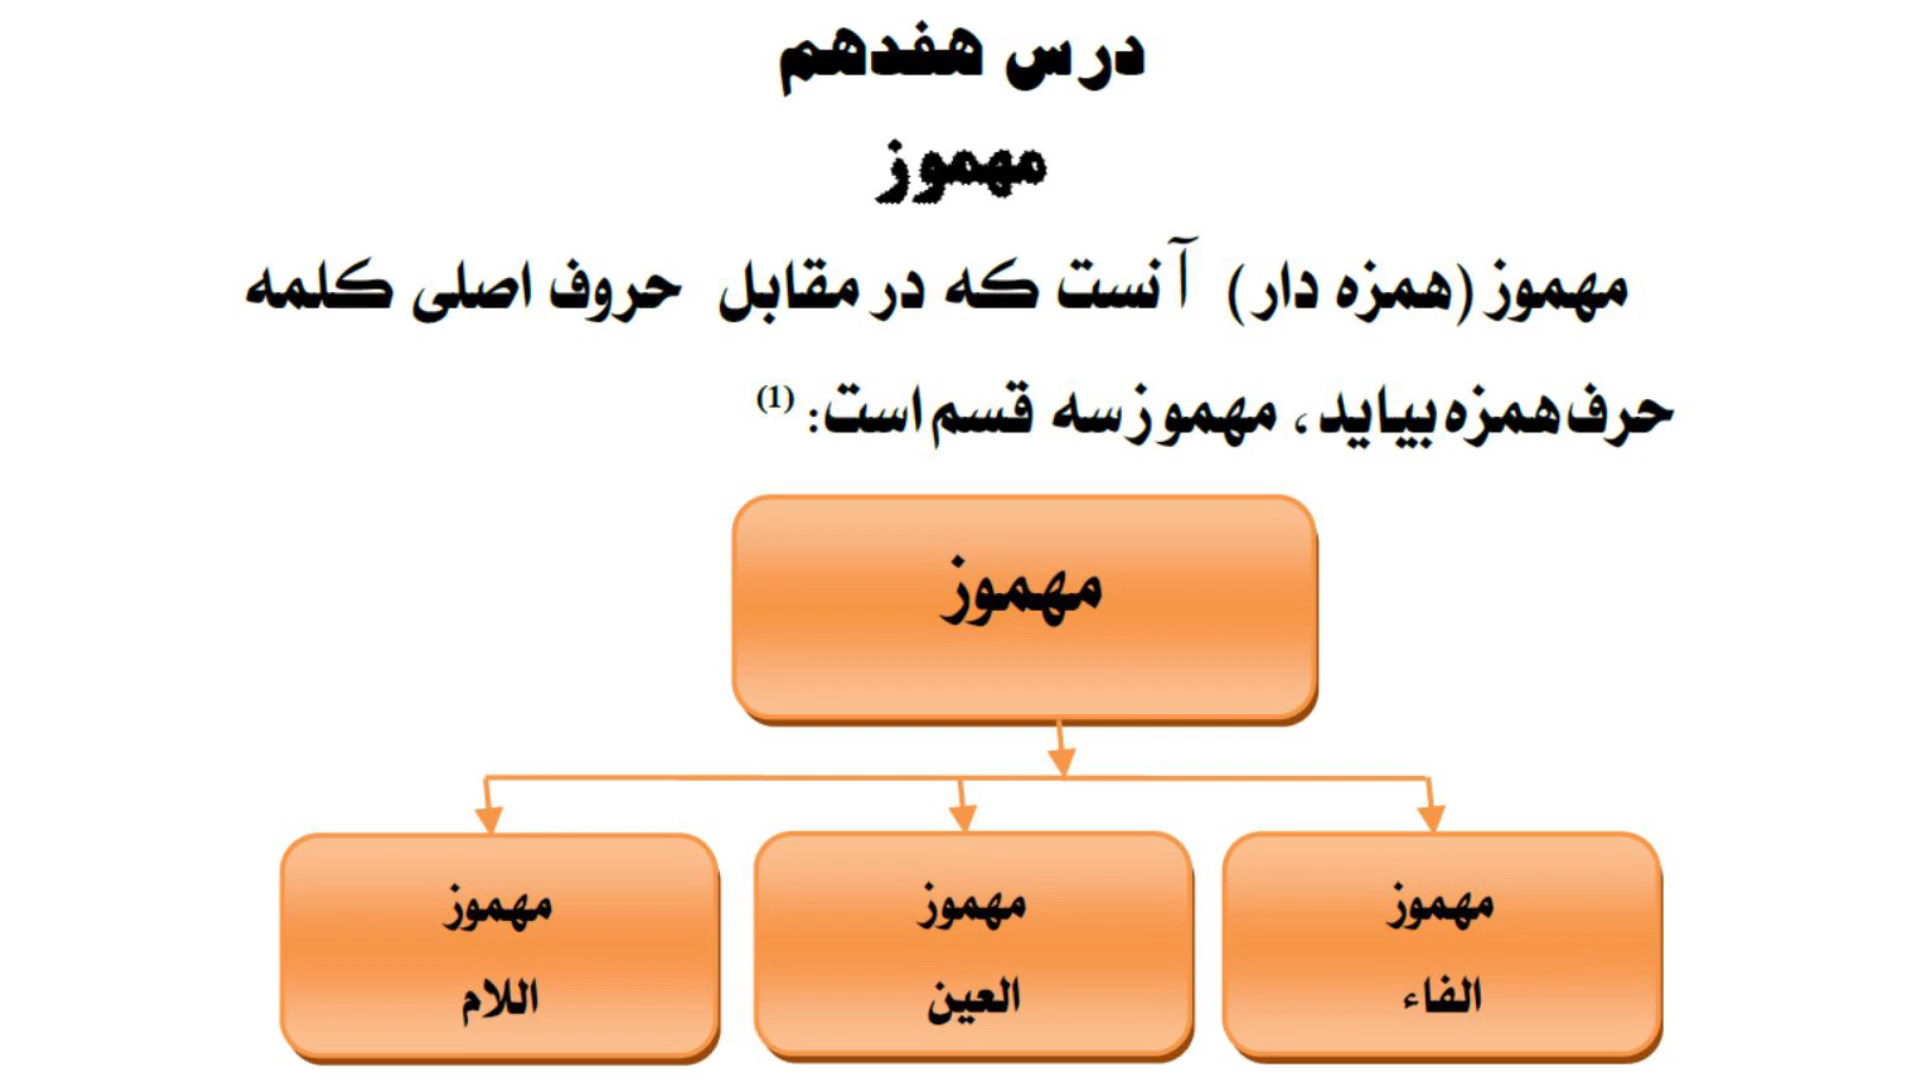 درس هفدهم
مهموز
مهموز (همزه دار) آنست که در مقابل حروف اصلی کلمه
حرف همزه بیاید، مهموز سه قسم است: (1)
مهموز
مهموز
الفاء
مهموز
العین
مهموز
اللام